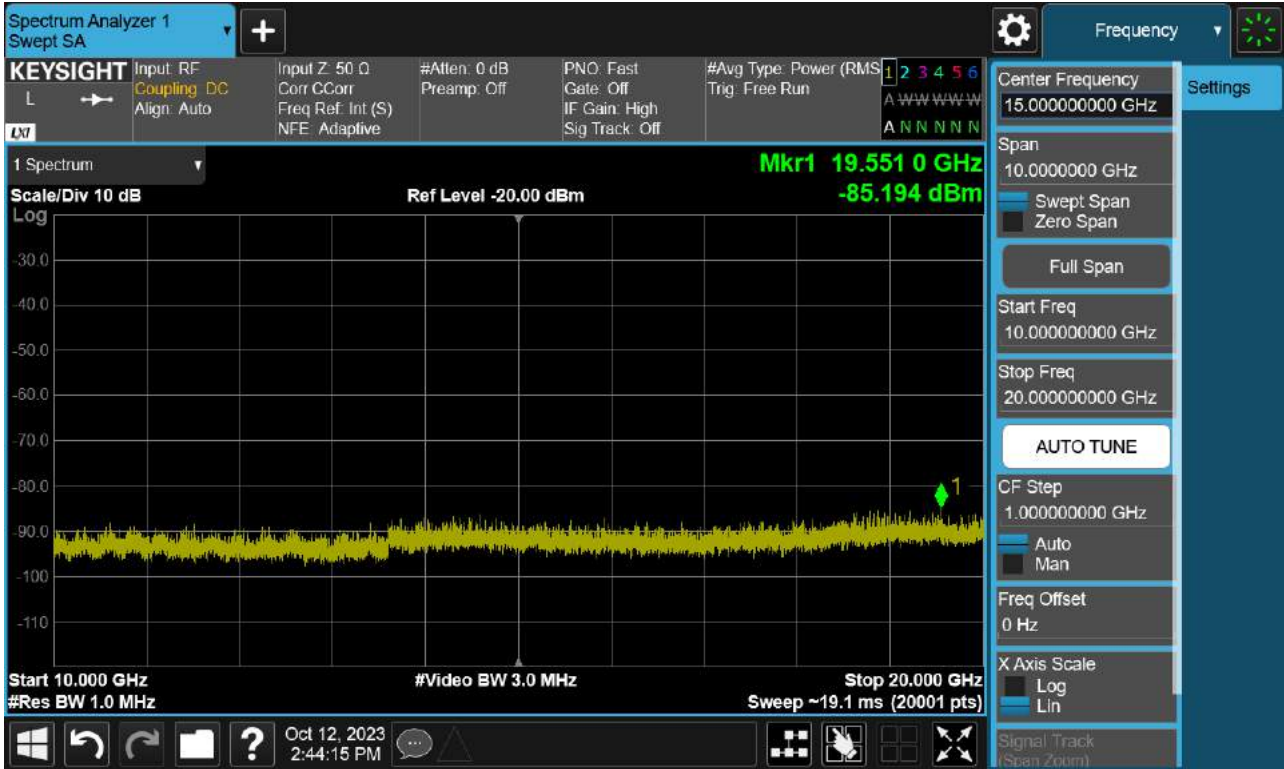 Spectrum Analyzer 1
Swept SA
Frequency
KEYSIGHT
L
LXI
Input: RF
Coupling: DC
Align: Auto
Input Z: 50 Ω
Corr CCorr
Freq Ref: Int (S)
NFE: Adaptive
#Atten: 0 dB
Preamp: Off
PNO: Fast
Gate: Off
IF Gain: High
Sig Track: Off
#Avg Type: Power (RMS
Trig: Free Run
1 2 3 4 5 6
A W W W W W
A N N N N N
1 Spectrum
Scale/Div 10 dB
Ref Level -20.00 dBm
Mkr1 19.551 0 GHz
-85.194 dBm
Log
-30.0
-40.0
-50.0
-60.0
-70.0
-80.0
-90.0
-100
-110
1
Start 10.000 GHz
#Video BW 3.0 MHz
Stop 20.000 GHz
#Res BW 1.0 MHz
Sweep ~19.1 ms (20001 pts)
?
Oct 12, 2023
2:44:15 PM
Center Frequency
15.000000000 GHz
Settings
Span
10.0000000 GHz
Swept Span
Zero Span
Full Span
Start Freq
10.000000000 GHz
Stop Freq
20.000000000 GHz
AUTO TUNE
CF Step
1.000000000 GHz
Auto
Man
Freq Offset
0 Hz
X Axis Scale
Log
Lin
Signal Track
(Span Zoom)